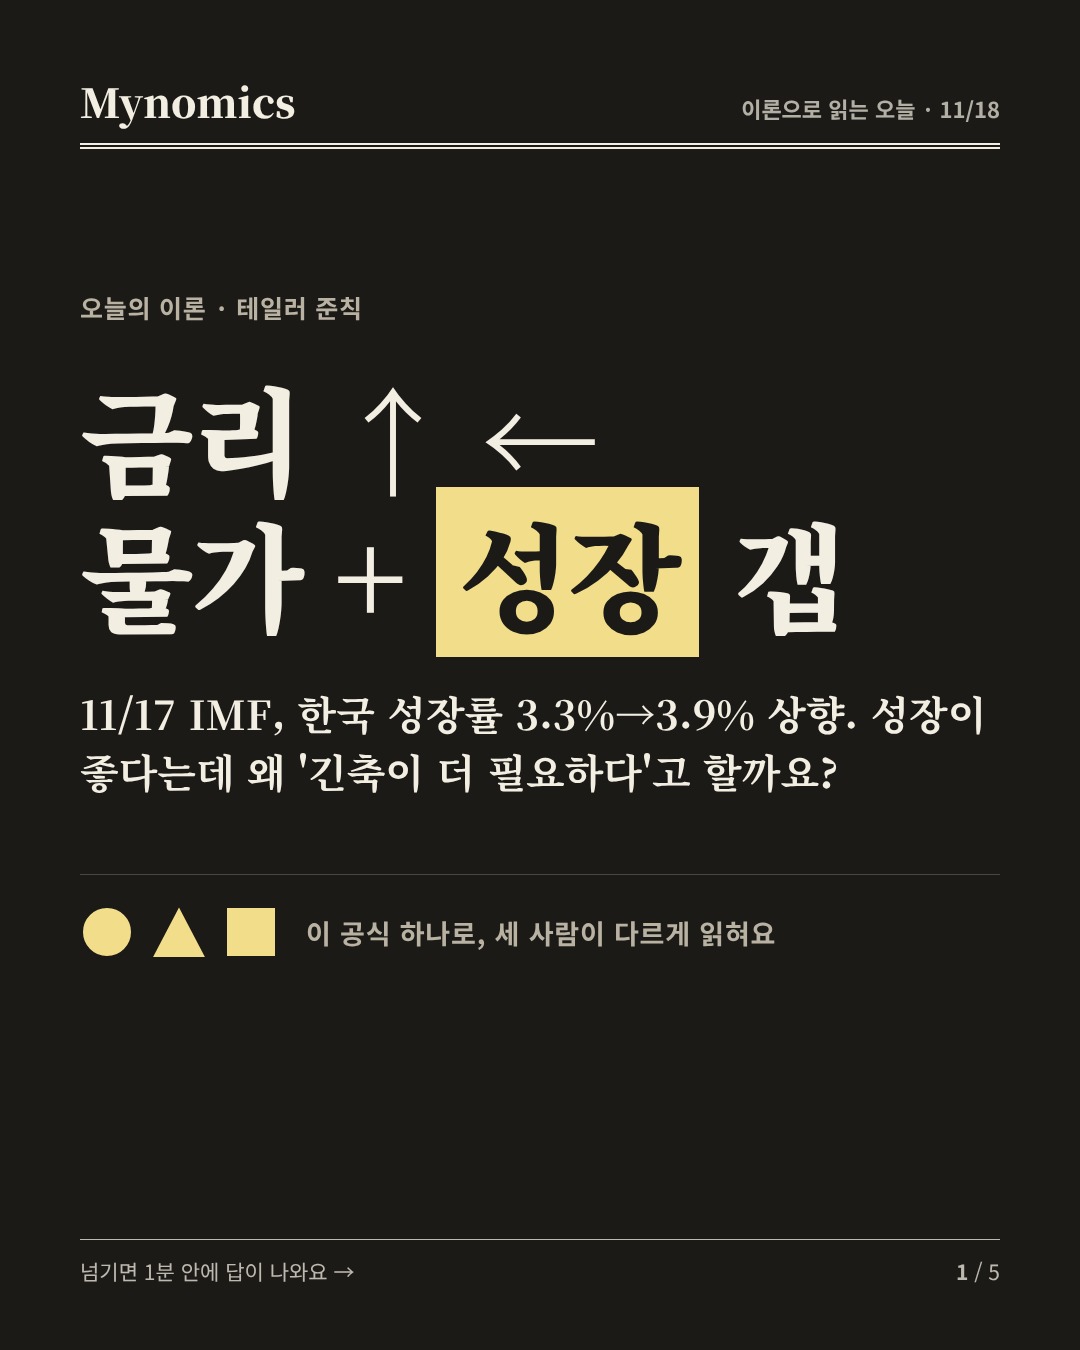 Mynomics
이론으로 읽는 오늘 · 11/18
오늘의 이론 · 테일러 준칙
금리 ↑ ←
물가 + 성장 갭
11/17 IMF, 한국 성장률 3.3%→3.9% 상향. 성장이
좋다는데 왜 '긴축이 더 필요하다'고 할까요?
이 공식 하나로, 세 사람이 다르게 읽혀요
넘기면 1분 안에 답이 나와요 →
1 / 5